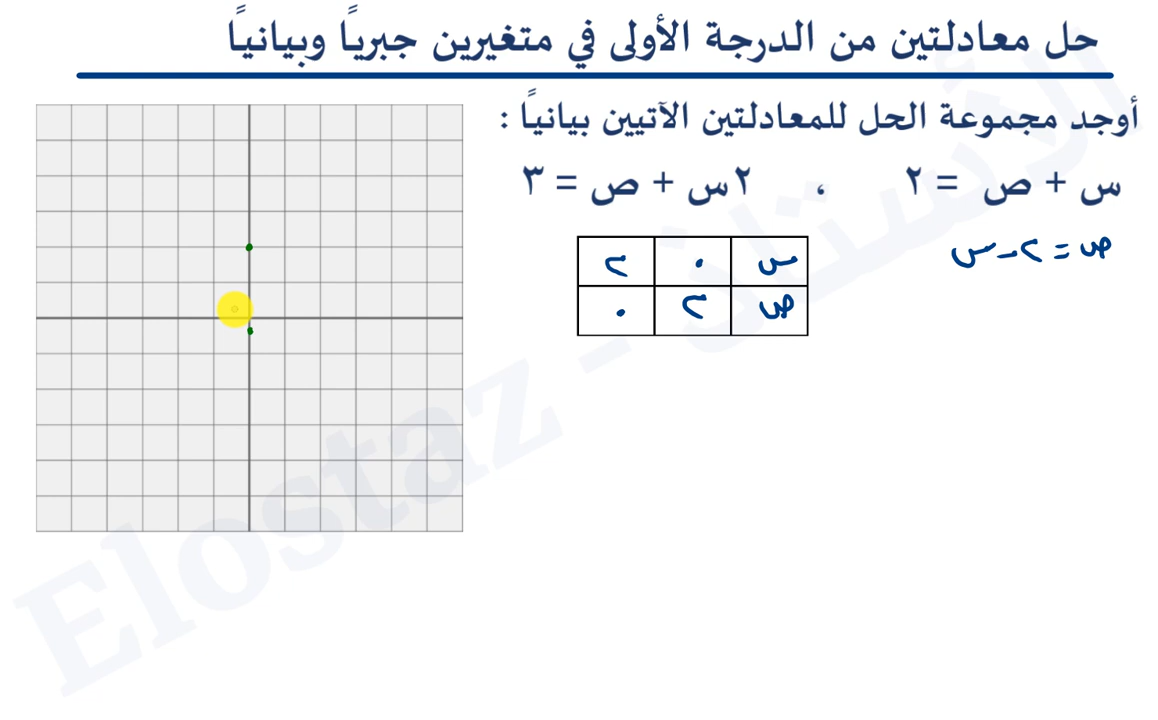 حل معادلتين من الدرجة الأولى في متغيرين جبرياً وبيانياً
أوجد مجموعة الحل للمعادلتين الآتيين بيانياً :
س + ص = ٢ ، ٢س + ص = ٣
ص = ٢ - س
س ٠ ٢
ص ٢ ٠
الأستاذ - Elostaz